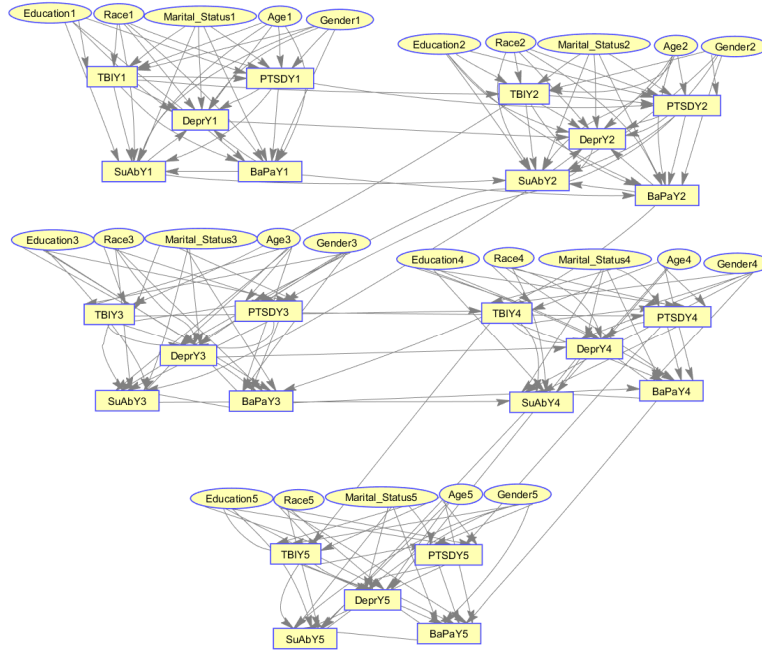 Education1
Race1
Marital_Status1
Age1
Gender1
TBIY1
PTSDY1
DeprY1
SuAbY1
BaPaY1
Education2
Race2
Marital_Status2
Age2
Gender2
TBIY2
PTSDY2
DeprY2
SuAbY2
BaPaY2
Education3
Race3
Marital_Status3
Age3
Gender3
TBIY3
PTSDY3
DeprY3
SuAbY3
BaPaY3
Education4
Race4
Marital_Status4
Age4
Gender4
TBIY4
PTSDY4
DeprY4
SuAbY4
BaPaY4
Education5
Race5
Marital_Status5
Age5
Gender5
TBIY5
PTSDY5
DeprY5
SuAbY5
BaPaY5